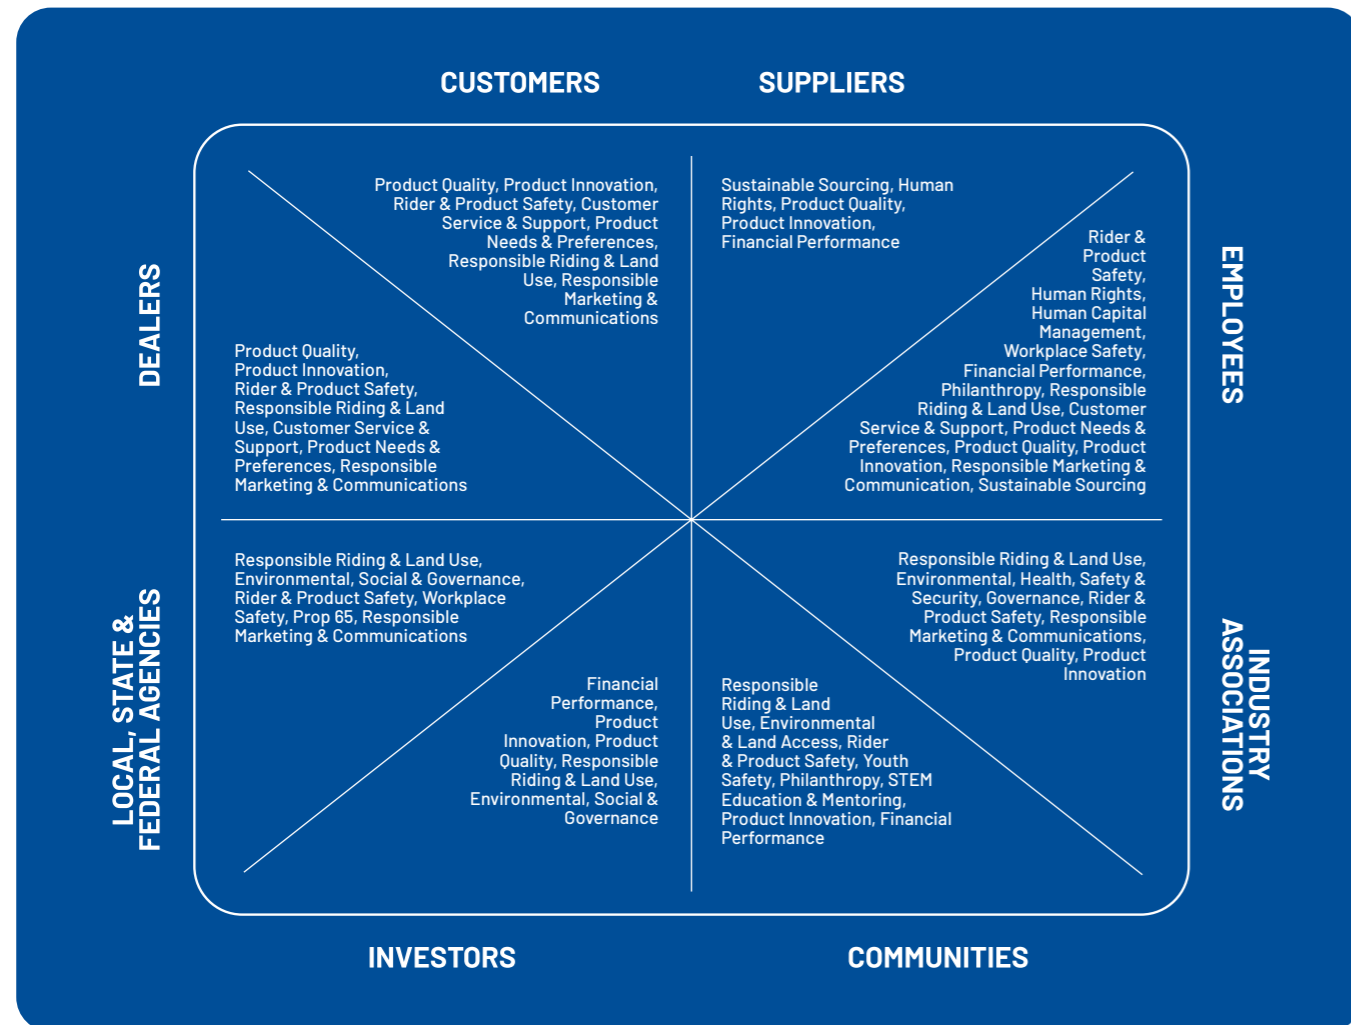 CUSTOMERS
SUPPLIERS
Product Quality, Product Innovation,
Rider & Product Safety, Customer
Service & Support, Product
Needs & Preferences,
Responsible Riding & Land
Use, Responsible
Marketing &
Communications
Sustainable Sourcing, Human
Rights, Product Quality,
Product Innovation,
Financial Performance
DEALERS
Product Quality,
Product Innovation,
Rider & Product Safety,
Responsible Riding & Land
Use, Customer Service &
Support, Product Needs &
Preferences, Responsible
Marketing & Communications
Rider &
Product
Safety,
Human Rights,
Human Capital
Management,
Workplace Safety,
Financial Performance,
Philanthropy, Responsible
Riding & Land Use, Customer
Service & Support, Product Needs &
Preferences, Product Quality, Product
Innovation, Responsible Marketing &
Communication, Sustainable Sourcing
EMPLOYEES
LOCAL, STATE &
FEDERAL AGENCIES
Responsible Riding & Land Use,
Environmental, Social & Governance,
Rider & Product Safety, Workplace
Safety, Prop 65, Responsible
Marketing & Communications
Financial
Performance,
Product
Innovation, Product
Quality, Responsible
Riding & Land Use,
Environmental, Social &
Governance
Responsible
Riding & Land
Use, Environmental
& Land Access, Rider
& Product Safety, Youth
Safety, Philanthropy, STEM
Education & Mentoring,
Product Innovation, Financial
Performance
Responsible Riding & Land Use,
Environmental, Health, Safety &
Security, Governance, Rider &
Product Safety, Responsible
Marketing & Communications,
Product Quality, Product
Innovation
INDUSTRY
ASSOCIATIONS
INVESTORS
COMMUNITIES